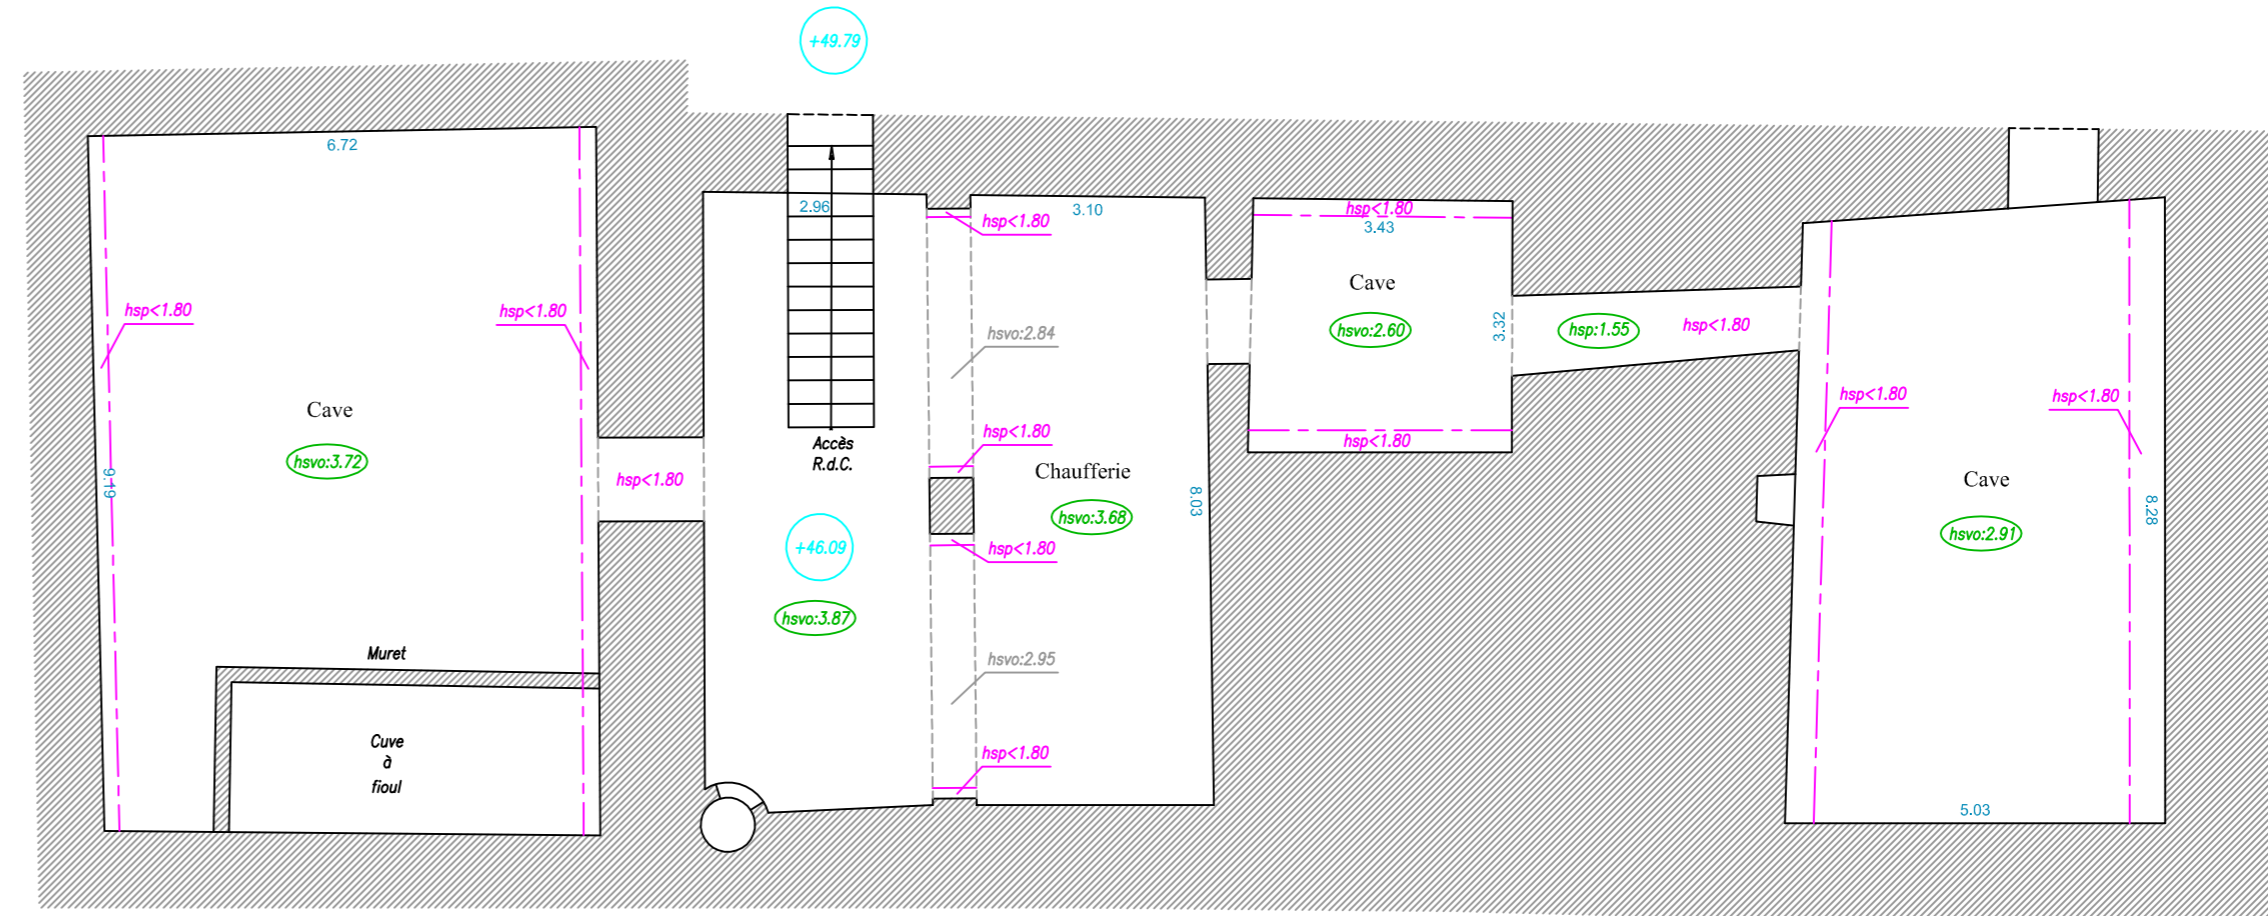 +49.79
6.72
2.96
hsp<1.80
3.10
hsp<1.80
3.43
Cave
hsvo:2.60
3.32
hsp:1.55
hsp<1.80
hsp<1.80
hsp<1.80
hsvo:2.84
hsp<1.80
hsp<1.80
Cave
hsvo:3.72
9.19
hsp<1.80
Accès
R.d.C.
hsp<1.80
hsp<1.80
Chaufferie
hsvo:3.68
8.03
Cave
hsvo:2.91
8.28
+46.09
hsp<1.80
hsvo:3.87
Muret
hsvo:2.95
Cuve
à
fioul
hsp<1.80
5.03